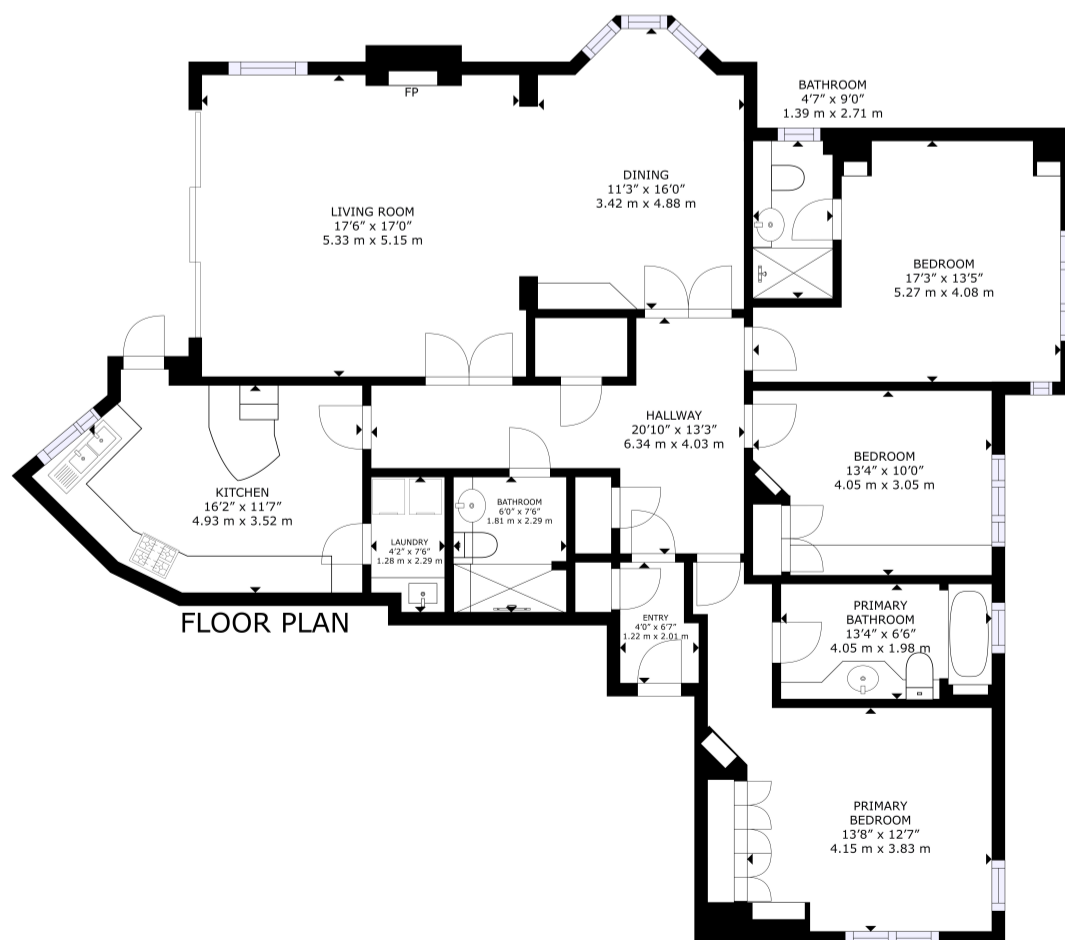 FP
BATHROOM
4'7" x 9'0"
1.39 m x 2.71 m
DINING
11'3" x 16'0"
3.42 m x 4.88 m
LIVING ROOM
17'6" x 17'0"
5.33 m x 5.15 m
BEDROOM
17'3" x 13'5"
5.27 m x 4.08 m
HALLWAY
20'10" x 13'3"
6.34 m x 4.03 m
BEDROOM
13'4" x 10'0"
4.05 m x 3.05 m
KITCHEN
16'2" x 11'7"
4.93 m x 3.52 m
BATHROOM
6'0" x 7'6"
1.81 m x 2.29 m
LAUNDRY
4'2" x 7'6"
1.28 m x 2.29 m
FLOOR PLAN
ENTRY
4'0" x 6'7"
1.22 m x 2.01 m
PRIMARY
BATHROOM
13'4" x 6'6"
4.05 m x 1.98 m
PRIMARY
BEDROOM
13'8" x 12'7"
4.15 m x 3.83 m